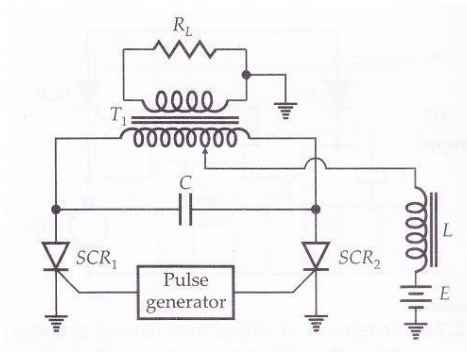 R_L
T_1
C
SCR_1
SCR_2
L
Pulse
generator
E